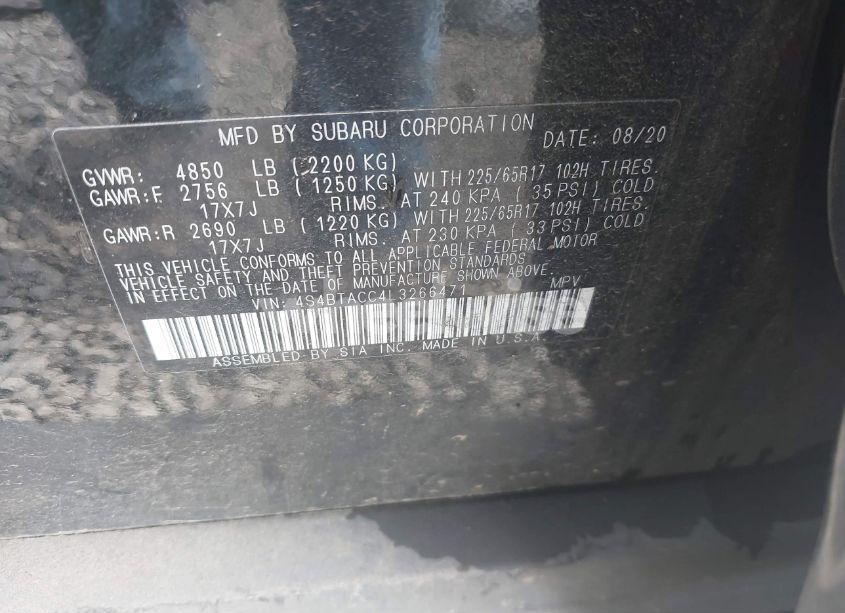 MFD BY SUBARU CORPORATION DATE: 08/20
GVWR: 4850 LB (2200 KG)
GAWR:F 2756 LB (1250 KG) WITH 225/65R17 102H TIRES.
17X7J RIMS. AT 240 KPA (35 PSI) COLD
GAWR:R 2690 LB (1220 KG) WITH 225/65R17 102H TIRES.
17X7J RIMS. AT 230 KPA (33 PSI) COLD
THIS VEHICLE CONFORMS TO ALL APPLICABLE FEDERAL MOTOR
VEHICLE SAFETY AND THEFT PREVENTION STANDARDS
IN EFFECT ON THE DATE OF MANUFACTURE SHOWN ABOVE.
VIN: 4S4BTACC4L3266471 MPV
ASSEMBLED BY SIA INC. MADE IN U.S.A.